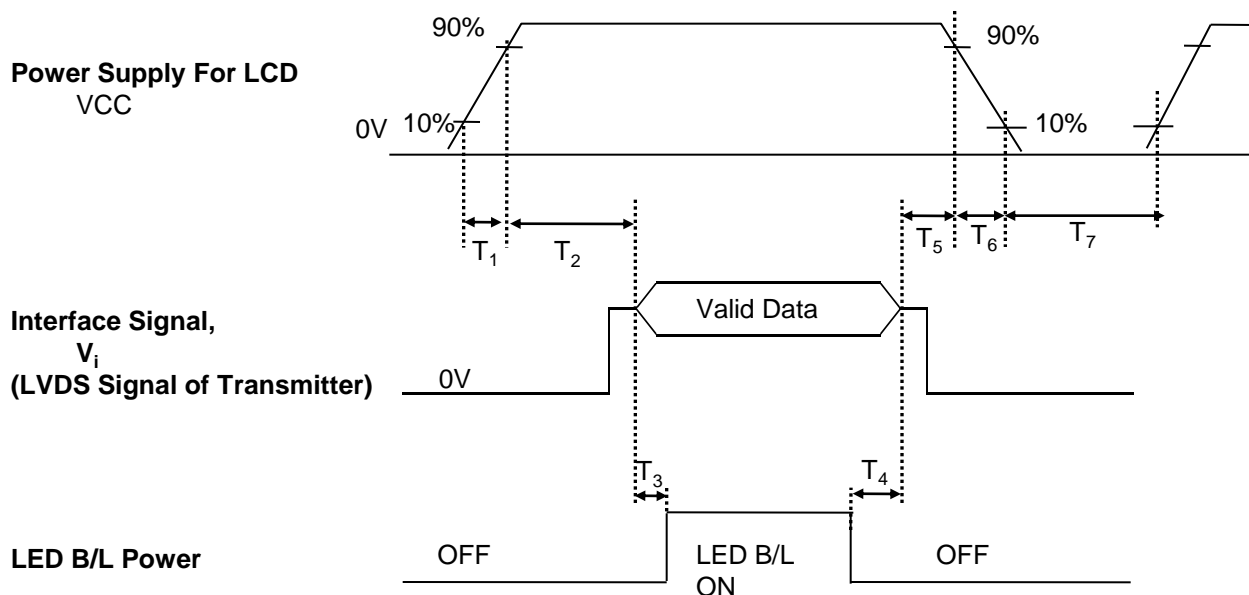 90%
90%
Power Supply For LCD
VCC
0V
10%
10%
T1
T2
T5
T6
T7
Interface Signal,
Vi
(LVDS Signal of Transmitter)
Valid Data
0V
T3
T4
LED B/L Power
OFF
LED B/L
ON
OFF